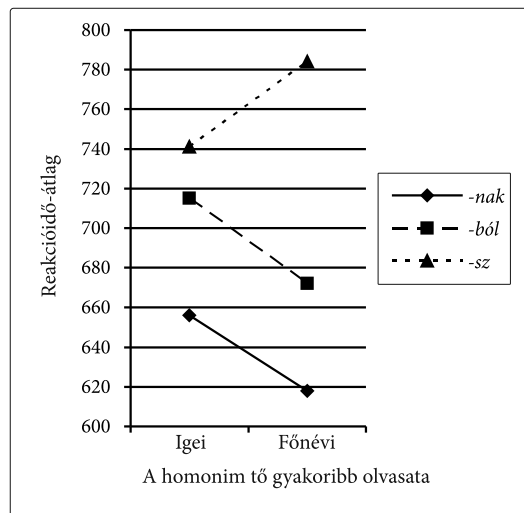 800
780
760
740
720
700
680
660
640
620
600
Reakcióidő-átlag
Igei Főnévi
A homonim tő gyakoribb olvasata
-nak
-ból
-sz